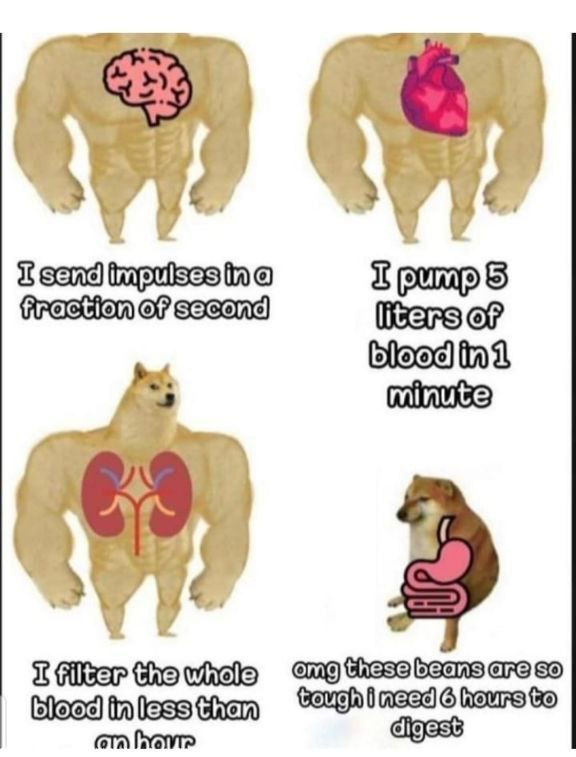 I send impulses in a
fraction of second
I pump 5
liters of
blood in 1
minute
I filter the whole
blood in less than
an hour
omg these beans are so
tough i need 6 hours to
digest